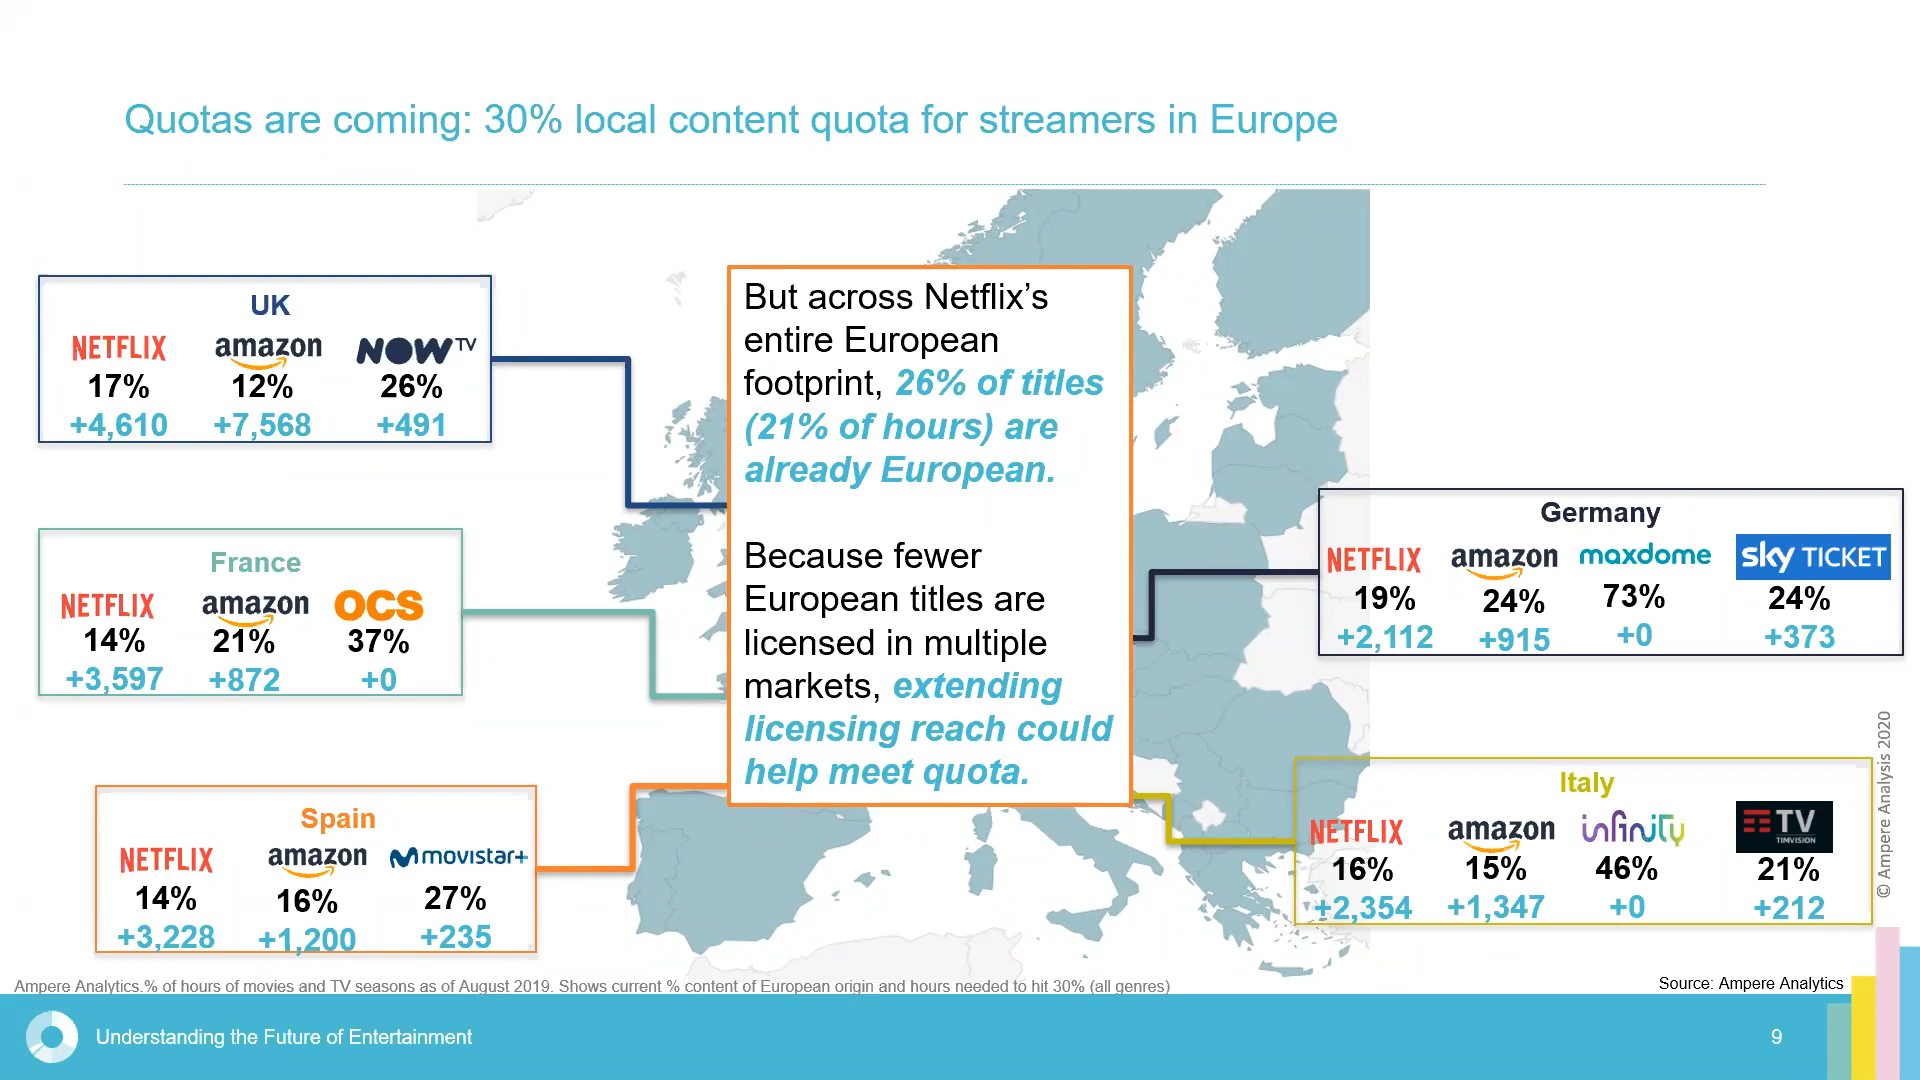 Quotas are coming: 30% local content quota for streamers in Europe
UK
NETFLIX amazon NOW TV
17% 12% 26%
+4,610 +7,568 +491
France
NETFLIX amazon OCS
14% 21% 37%
+3,597 +872 +0
Spain
NETFLIX amazon movistar+
14% 16% 27%
+3,228 +1,200 +235
But across Netflix’s
entire European
footprint, 26% of titles
(21% of hours) are
already European.
Because fewer
European titles are
licensed in multiple
markets, extending
licensing reach could
help meet quota.
Germany
NETFLIX amazon maxdome sky TICKET
19% 24% 73% 24%
+2,112 +915 +0 +373
Italy
NETFLIX amazon infinity TV TIMVISION
16% 15% 46% 21%
+2,354 +1,347 +0 +212
© Ampere Analysis 2020
Ampere Analytics.% of hours of movies and TV seasons as of August 2019. Shows current % content of European origin and hours needed to hit 30% (all genres)
Source: Ampere Analytics
Understanding the Future of Entertainment
9